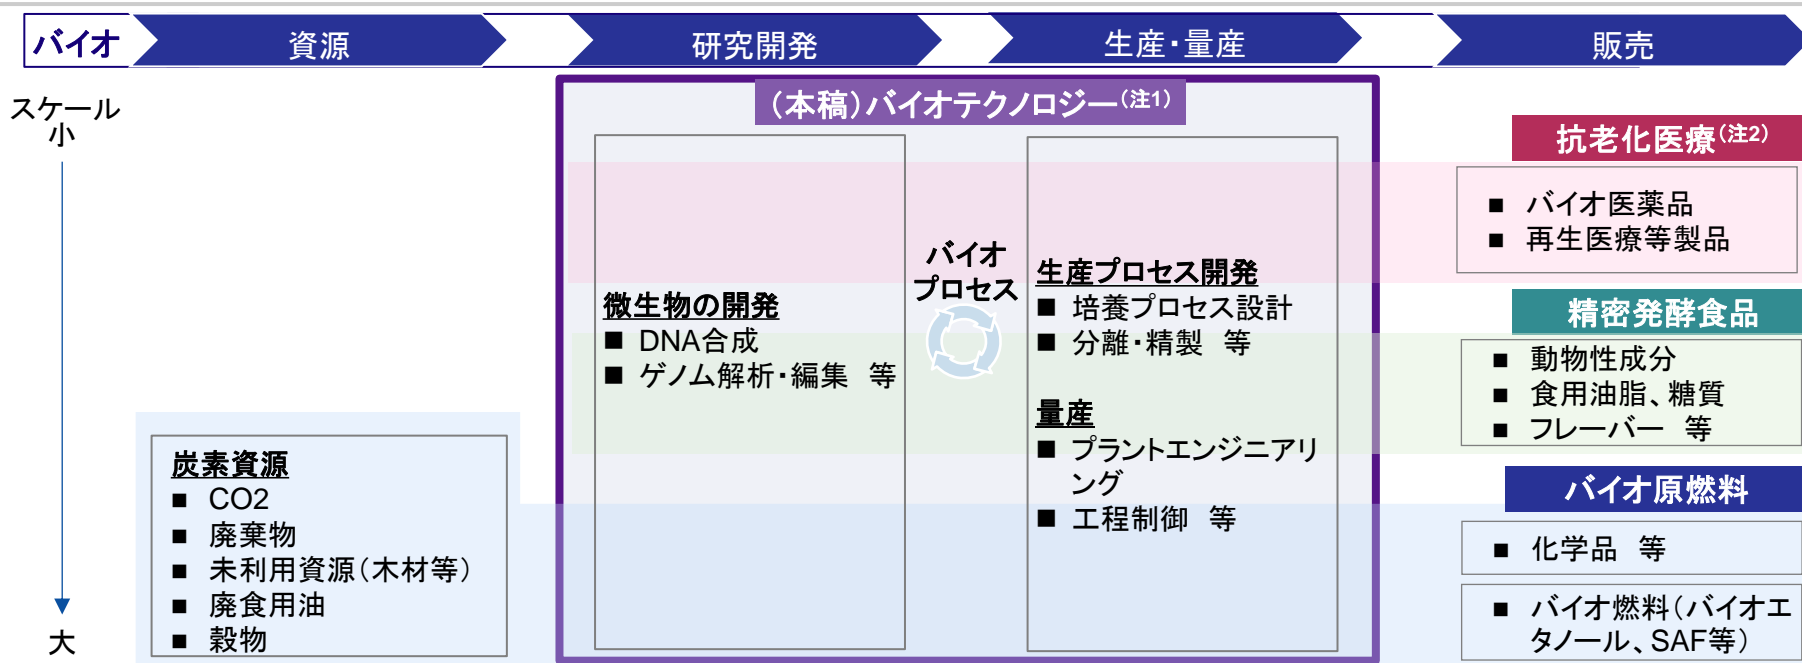 バイオ
資源
研究開発
生産・量産
販売
スケール
小
大
(本稿)バイオテクノロジー(注1)
炭素資源
■ CO2
■ 廃棄物
■ 未利用資源(木材等)
■ 廃食用油
■ 穀物
微生物の開発
■ DNA合成
■ ゲノム解析・編集 等
バイオ
プロセス
生産プロセス開発
■ 培養プロセス設計
■ 分離・精製 等
量産
■ プラントエンジニアリ
ング
■ 工程制御 等
抗老化医療(注2)
■ バイオ医薬品
■ 再生医療等製品
精密発酵食品
■ 動物性成分
■ 食用油脂、糖質
■ フレーバー 等
バイオ原燃料
■ 化学品 等
■ バイオ燃料(バイオエ
タノール、SAF等)